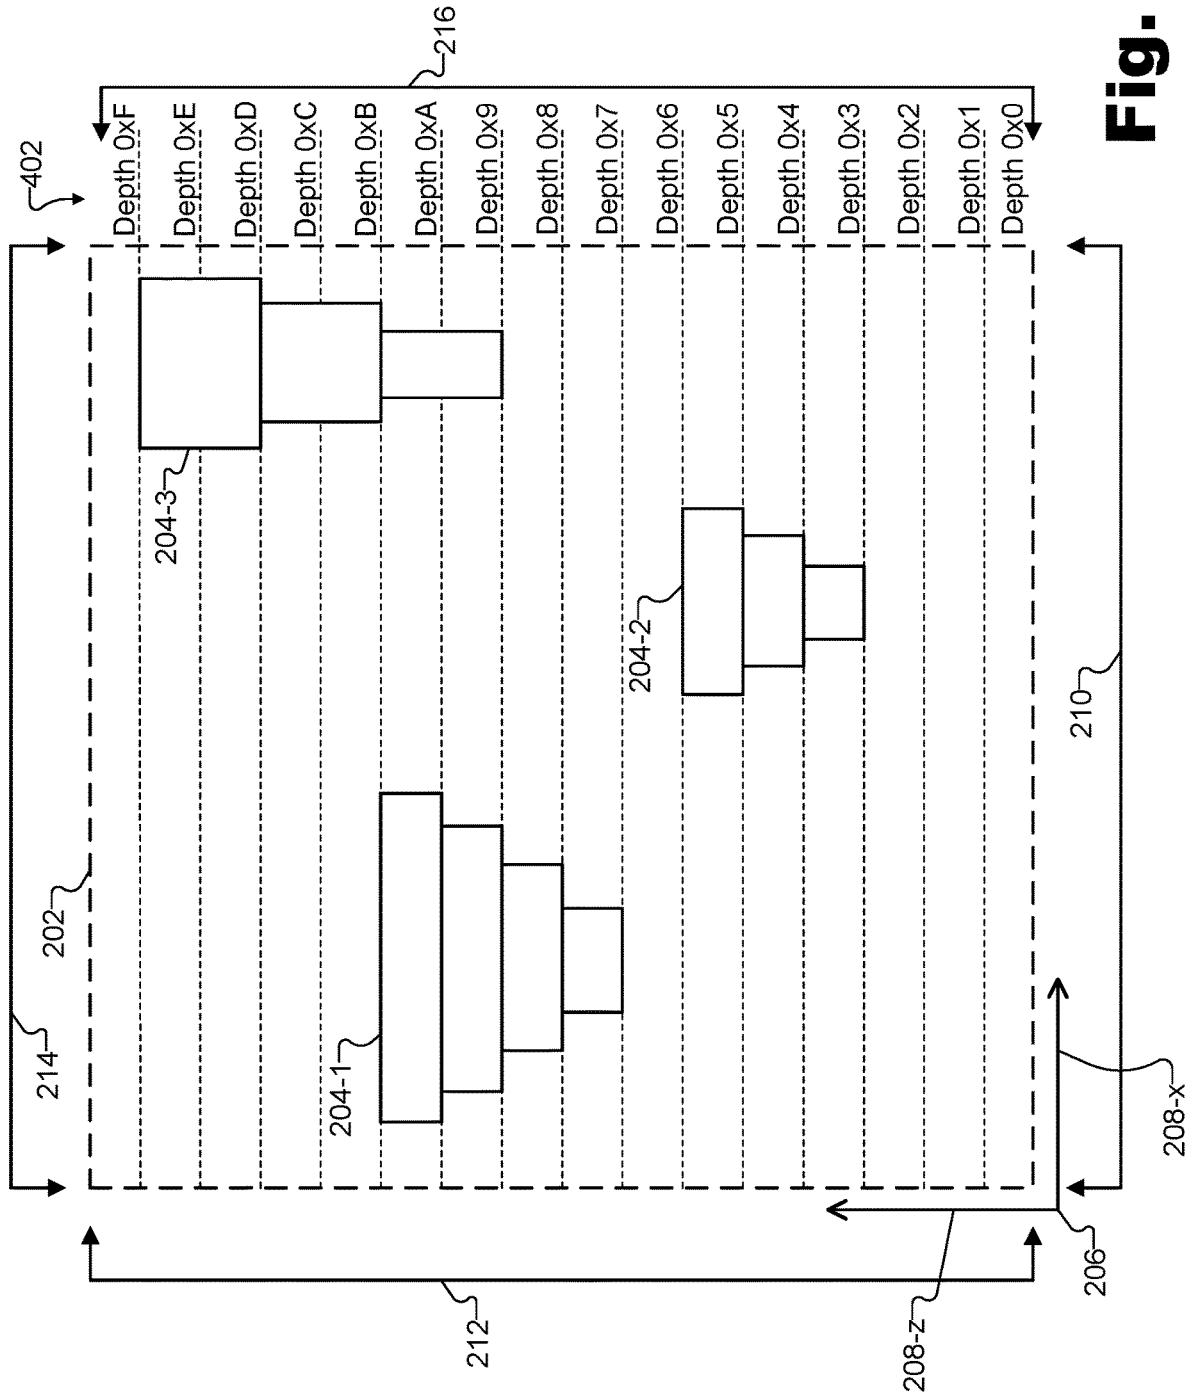 402
216
Depth 0xF
Depth 0xE
Depth 0xD
Depth 0xC
Depth 0xB
Depth 0xA
Depth 0x9
Depth 0x8
Depth 0x7
Depth 0x6
Depth 0x5
Depth 0x4
Depth 0x3
Depth 0x2
Depth 0x1
Depth 0x0
204-3
204-2
204-1
202
214
210
212
208-z
206
208-x
Fig.